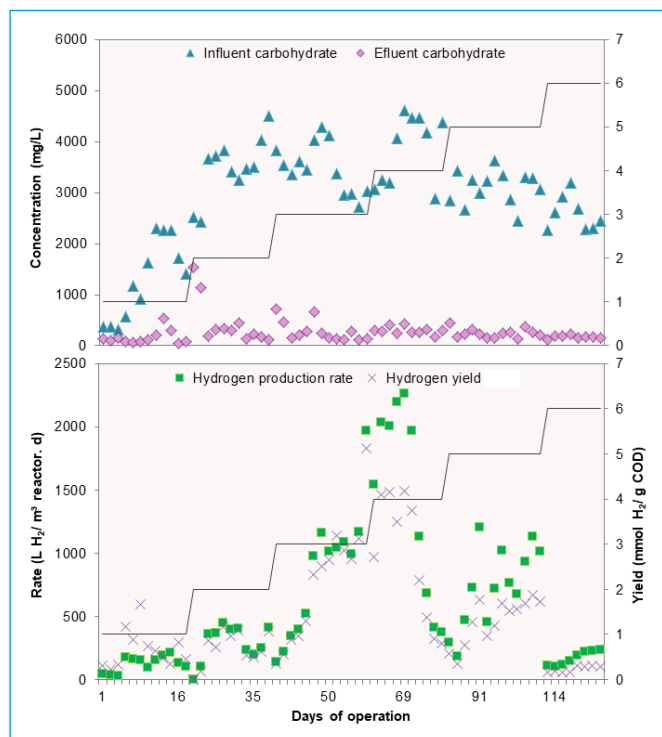 6000 7
Influent carbohydrate Efluent carbohydrate
5000 6
4000 5
3000 4
2000 3
1000 2
0 1
0
Concentration (mg/L)
2500 7
Hydrogen production rate Hydrogen yield
2000 6
1500 5
1000 4
500 3
0 2
1
0
Rate (L H₂/ m³ reactor. d)
Yield (mmol H₂/ g COD)
1 16 35 50 69 91 114
Days of operation